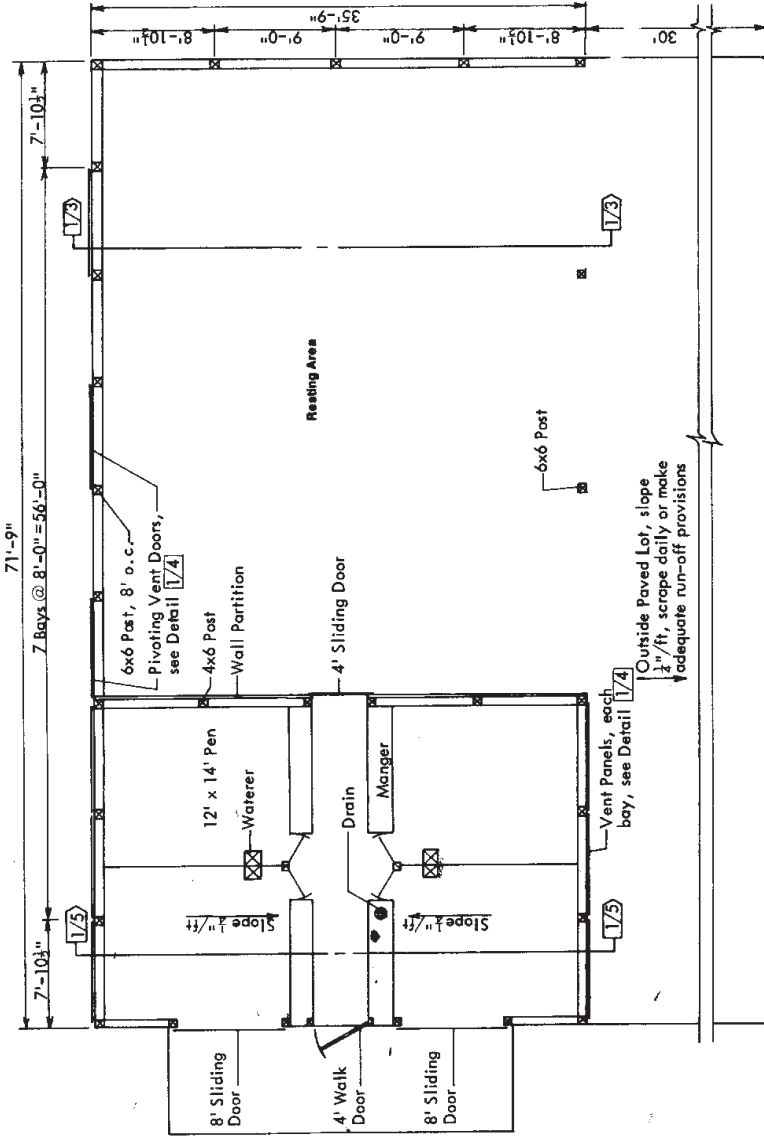 71'-9"
7'-10½"
7 Bays @ 8'-0" = 56'-0"
7'-10½"
8'-10½"
9'-0"
9'-0"
8'-10½"
35'-9"
30'
1/5
1/3
6x6 Post, 8' o.c.
Pivoting Vent Doors,
see Detail 1/4
4x6 Post
Wall Partition
12' x 14' Pen
Waterer
Resting Area
Slope ¼"/ft
4' Sliding Door
Manger
Drain
Slope ¼"/ft
8' Sliding
Door
4' Walk
Door
8' Sliding
Door
6x6 Post
1/5
1/3
Vent Panels, each
bay, see Detail 1/4
Outside Paved Lot, slope
¼"/ft, scrape daily or make
adequate run-off provisions